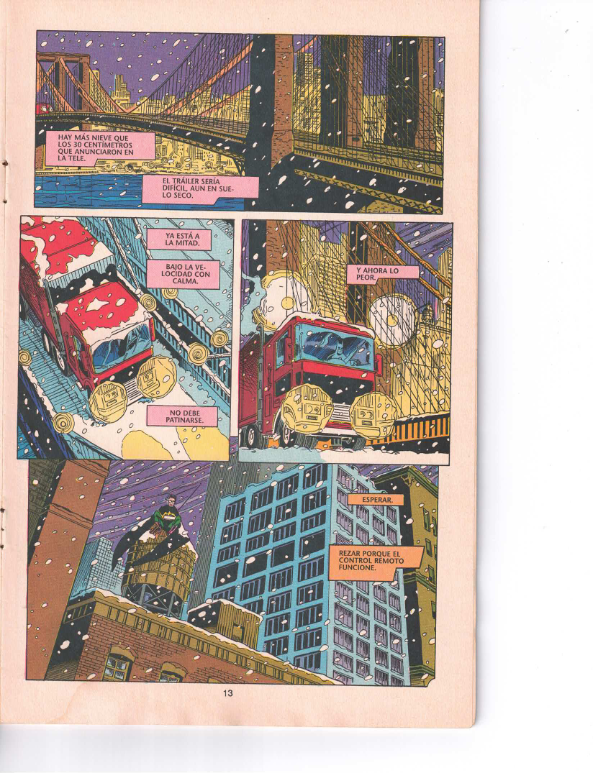 HAY MÁS NIEVE QUE
LOS 30 CENTÍMETROS
QUE ANUNCIARON EN
LA TELE.
EL TRÁILER SERÍA
DIFÍCIL, AUN EN SUE-
LO SECO.
YA ESTÁ A
LA MITAD.
BAJO LA VE-
LOCIDAD CON
CALMA.
NO DEBE
PATINARSE.
Y AHORA LO
PEOR.
ESPERAR.
REZAR PORQUE EL
CONTROL REMOTO
FUNCIONE.
13